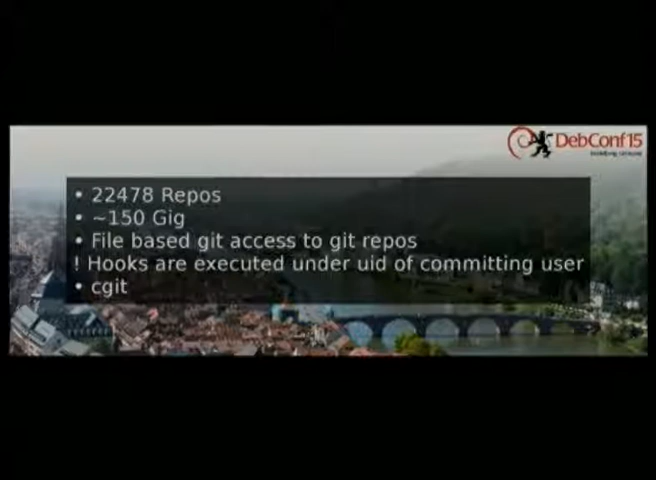 DebConf15
• 22478 Repos
• ~150 Gig
• File based git access to git repos
! Hooks are executed under uid of committing user
• cgit